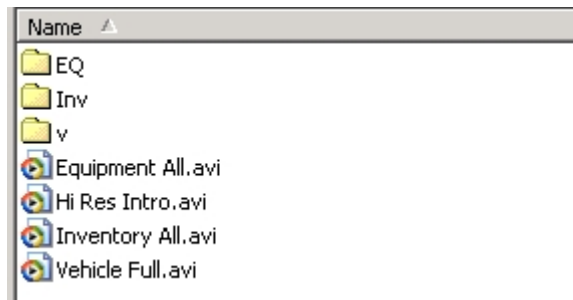 Name
EQ
Inv
v
Equipment All.avi
Hi Res Intro.avi
Inventory All.avi
Vehicle Full.avi